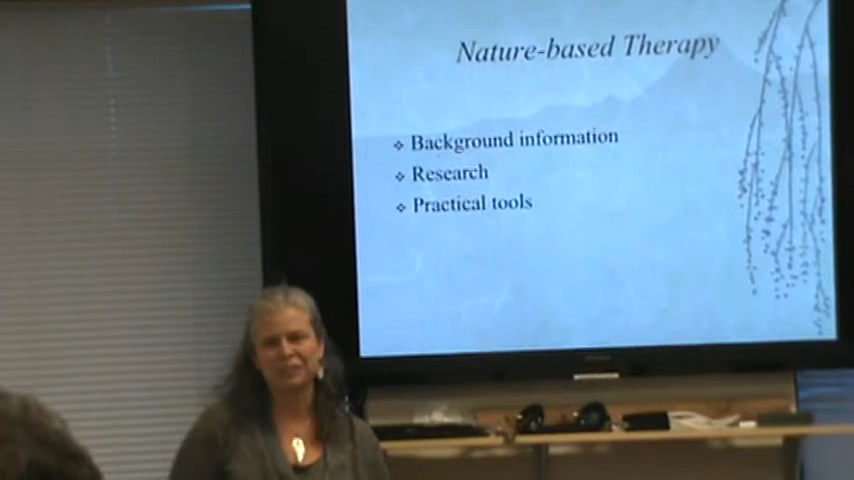 Nature-based Therapy
Background information
Research
Practical tools